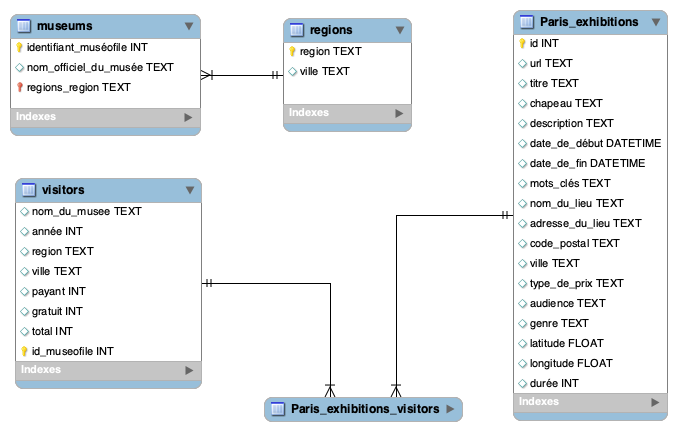 museums
identifiant_muséofile INT
nom_officiel_du_musée TEXT
regions_region TEXT
Indexes
regions
region TEXT
ville TEXT
Indexes
Paris_exhibitions
id INT
url TEXT
titre TEXT
chapeau TEXT
description TEXT
date_de_début DATETIME
date_de_fin DATETIME
mots_clés TEXT
nom_du_lieu TEXT
adresse_du_lieu TEXT
code_postal TEXT
ville TEXT
type_de_prix TEXT
audience TEXT
genre TEXT
latitude FLOAT
longitude FLOAT
durée INT
Indexes
visitors
nom_du_musee TEXT
année INT
region TEXT
ville TEXT
payant INT
gratuit INT
total INT
id_museofile INT
Indexes
Paris_exhibitions_visitors